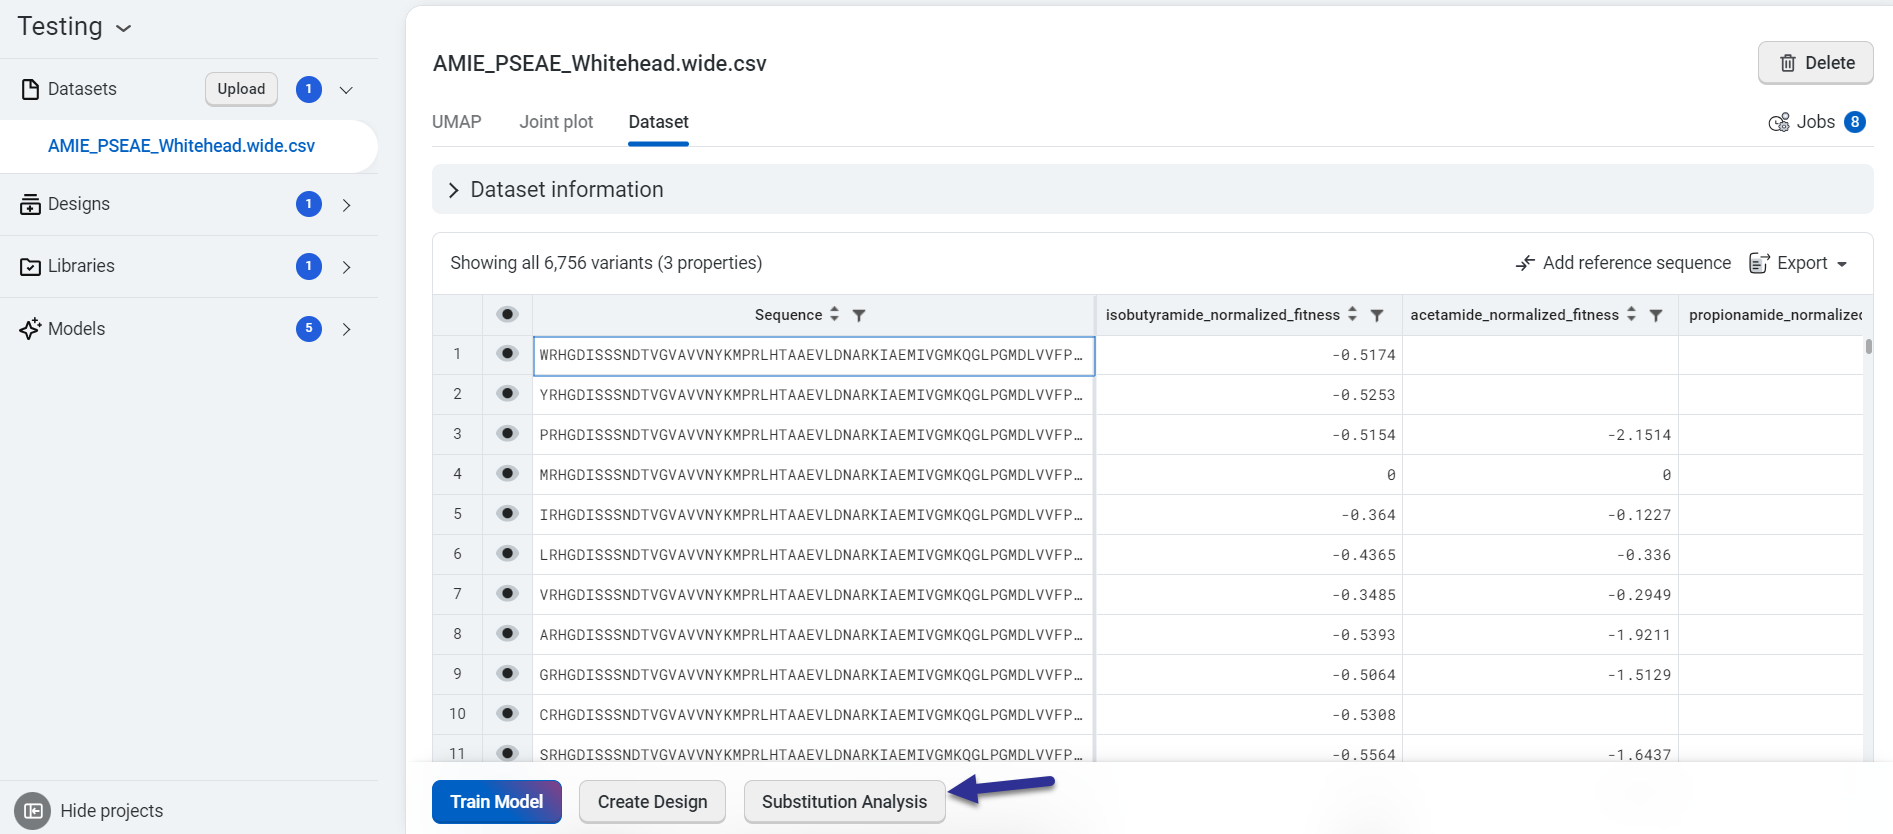 Testing
Datasets
Upload
1
AMIE_PSEAE_Whitehead.wide.csv
Designs
1
Libraries
1
Models
5
Hide projects
AMIE_PSEAE_Whitehead.wide.csv
Delete
UMAP
Joint plot
Dataset
Jobs
8
Dataset information
Showing all 6,756 variants (3 properties)
Add reference sequence
Export
Sequence isobutyramide_normalized_fitness acetamide_normalized_fitness propionamide_normalized
1 WRHGDISSSNDTVGVAVVNYKMPRLHTAAEVLDNARKIAEMIVGMKQGLPGMDLVVFP… -0.5174
2 YRHGDISSSNDTVGVAVVNYKMPRLHTAAEVLDNARKIAEMIVGMKQGLPGMDLVVFP… -0.5253
3 PRHGDISSSNDTVGVAVVNYKMPRLHTAAEVLDNARKIAEMIVGMKQGLPGMDLVVFP… -0.5154 -2.1514
4 MRHGDISSSNDTVGVAVVNYKMPRLHTAAEVLDNARKIAEMIVGMKQGLPGMDLVVFP… 0 0
5 IRHGDISSSNDTVGVAVVNYKMPRLHTAAEVLDNARKIAEMIVGMKQGLPGMDLVVFP… -0.364 -0.1227
6 LRHGDISSSNDTVGVAVVNYKMPRLHTAAEVLDNARKIAEMIVGMKQGLPGMDLVVFP… -0.4365 -0.336
7 VRHGDISSSNDTVGVAVVNYKMPRLHTAAEVLDNARKIAEMIVGMKQGLPGMDLVVFP… -0.3485 -0.2949
8 ARHGDISSSNDTVGVAVVNYKMPRLHTAAEVLDNARKIAEMIVGMKQGLPGMDLVVFP… -0.5393 -1.9211
9 GRHGDISSSNDTVGVAVVNYKMPRLHTAAEVLDNARKIAEMIVGMKQGLPGMDLVVFP… -0.5064 -1.5129
10 CRHGDISSSNDTVGVAVVNYKMPRLHTAAEVLDNARKIAEMIVGMKQGLPGMDLVVFP… -0.5308
11 SRHGDISSSNDTVGVAVVNYKMPRLHTAAEVLDNARKIAEMIVGMKQGLPGMDLVVFP… -0.5564 -1.6437
Train Model
Create Design
Substitution Analysis